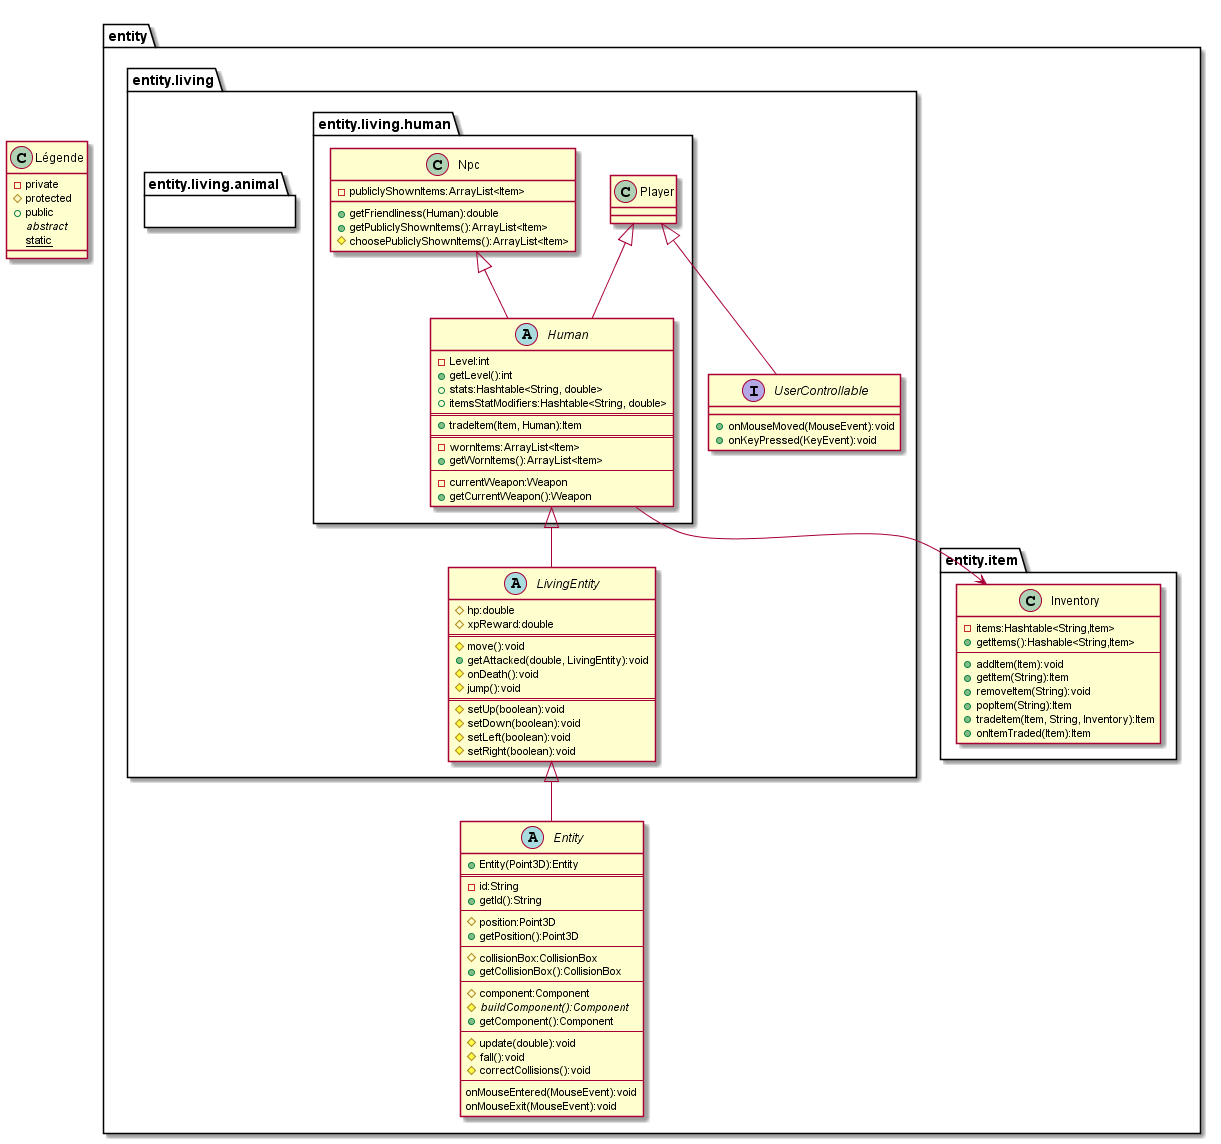 entity
entity.living
entity.living.human
entity.living.animal
C Légende
private
protected
public
abstract
static
C Npc
publiclyShownItems:ArrayList<Item>
getFriendliness(Human):double
getPubliclyShownItems():ArrayList<Item>
choosePubliclyShownItems():ArrayList<Item>
C Player
A Human
Level:int
getLevel():int
stats:Hashtable<String, double>
itemsStatModifiers:Hashtable<String, double>
tradeItem(Item, Human):Item
wornItems:ArrayList<Item>
getWornItems():ArrayList<Item>
currentWeapon:Weapon
getCurrentWeapon():Weapon
I UserControllable
onMouseMoved(MouseEvent):void
onKeyPressed(KeyEvent):void
A LivingEntity
hp:double
xpReward:double
move():void
getAttacked(double, LivingEntity):void
onDeath():void
jump():void
setUp(boolean):void
setDown(boolean):void
setLeft(boolean):void
setRight(boolean):void
entity.item
C Inventory
items:Hashtable<String,Item>
getItems():Hashable<String,Item>
addItem(Item):void
getItem(String):Item
removeItem(String):void
popItem(String):Item
tradeItem(Item, String, Inventory):Item
onItemTraded(Item):Item
A Entity
Entity(Point3D):Entity
id:String
getId():String
position:Point3D
getPosition():Point3D
collisionBox:CollisionBox
getCollisionBox():CollisionBox
component:Component
buildComponent():Component
getComponent():Component
update(double):void
fall():void
correctCollisions():void
onMouseEntered(MouseEvent):void
onMouseExit(MouseEvent):void